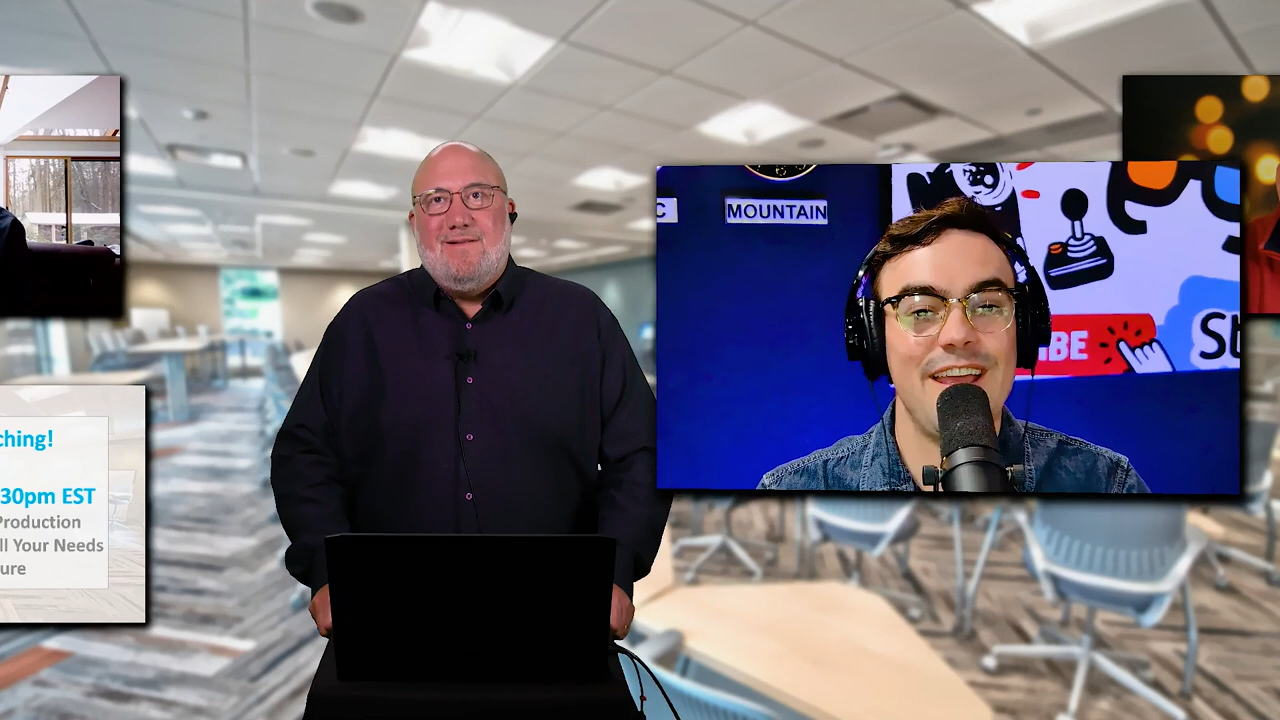 ching!
30pm EST
Production
ll Your Needs
ure
C
MOUNTAIN
BE
St